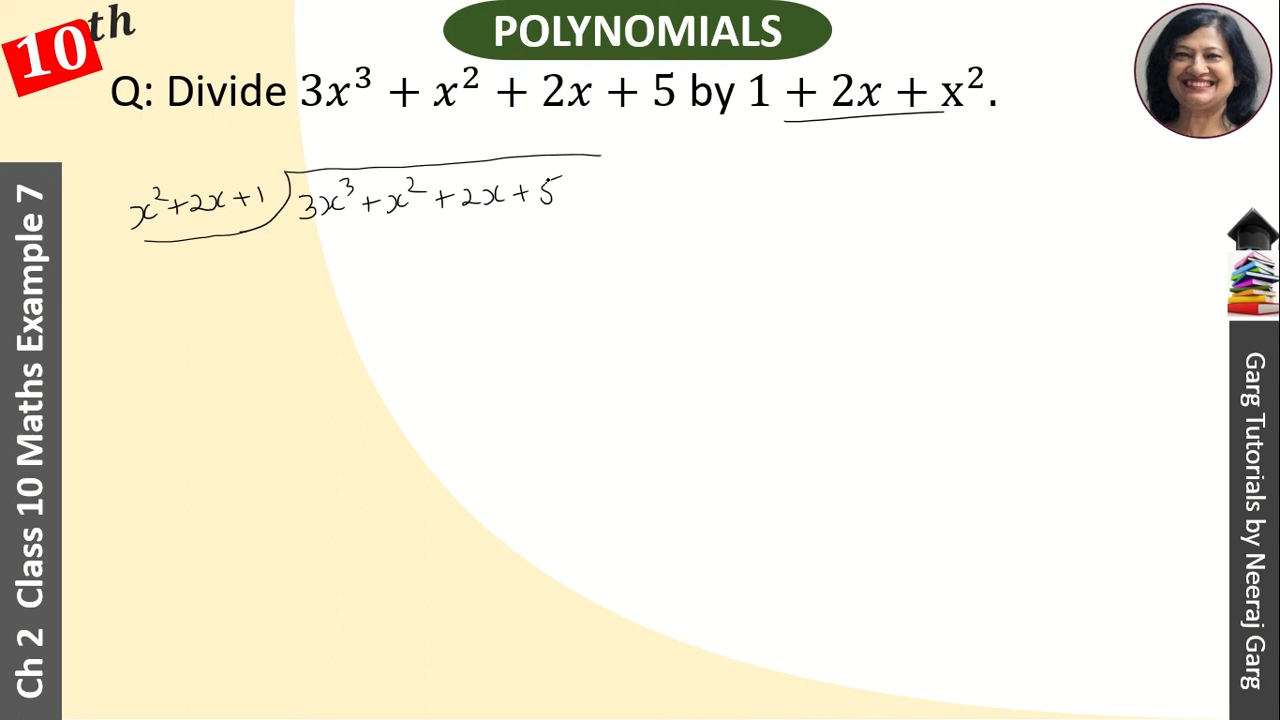 10th
POLYNOMIALS
Q: Divide 3x³ + x² + 2x + 5 by 1 + 2x + x².
x²+2x+1 ) 3x³+x²+2x+5
Ch 2 Class 10 Maths Example 7
Garg Tutorials by Neeraj Garg